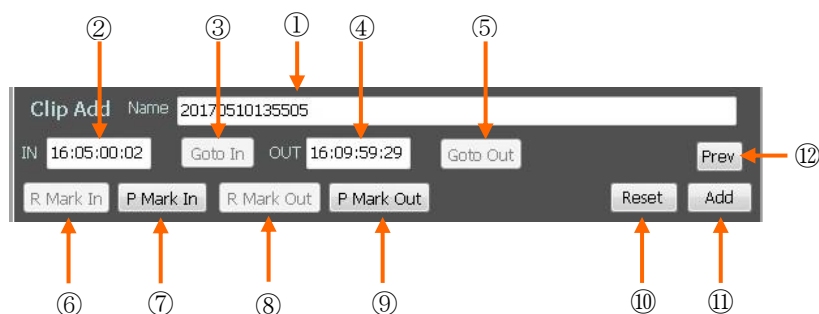 ② ③ ① ④ ⑤
Clip Add Name 20170510135505
IN 16:05:00:02 Goto In OUT 16:09:59:29 Goto Out Prev ⑫
R Mark In P Mark In R Mark Out P Mark Out Reset Add
⑥ ⑦ ⑧ ⑨ ⑩ ⑪